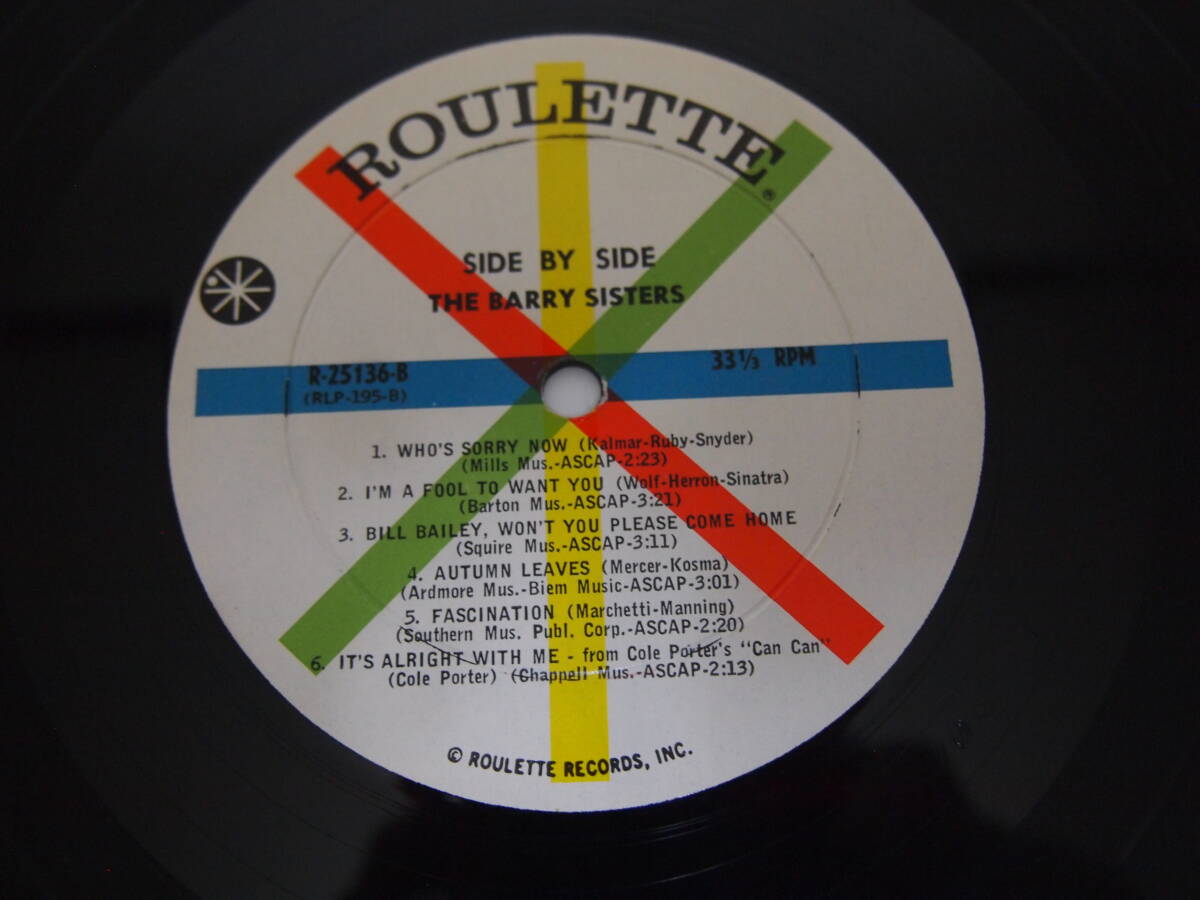 ROULETTE®
SIDE BY SIDE
THE BARRY SISTERS
R-25136-B
(RLP-195-B)
33⅓ RPM
1. WHO'S SORRY NOW (Kalmar-Ruby-Snyder)
(Mills Mus.-ASCAP-2:23)
2. I'M A FOOL TO WANT YOU (Wolf-Herron-Sinatra)
(Barton Mus.-ASCAP-3:21)
3. BILL BAILEY, WON'T YOU PLEASE COME HOME
(Squire Mus.-ASCAP-3:11)
4. AUTUMN LEAVES (Mercer-Kosma)
(Ardmore Mus.-Biem Music-ASCAP-3:01)
5. FASCINATION (Marchetti-Manning)
(Southern Mus. Publ. Corp.-ASCAP-2:20)
6. IT'S ALRIGHT WITH ME - from Cole Porter's "Can Can"
(Cole Porter) (Chappell Mus.-ASCAP-2:13)
© ROULETTE RECORDS, INC.